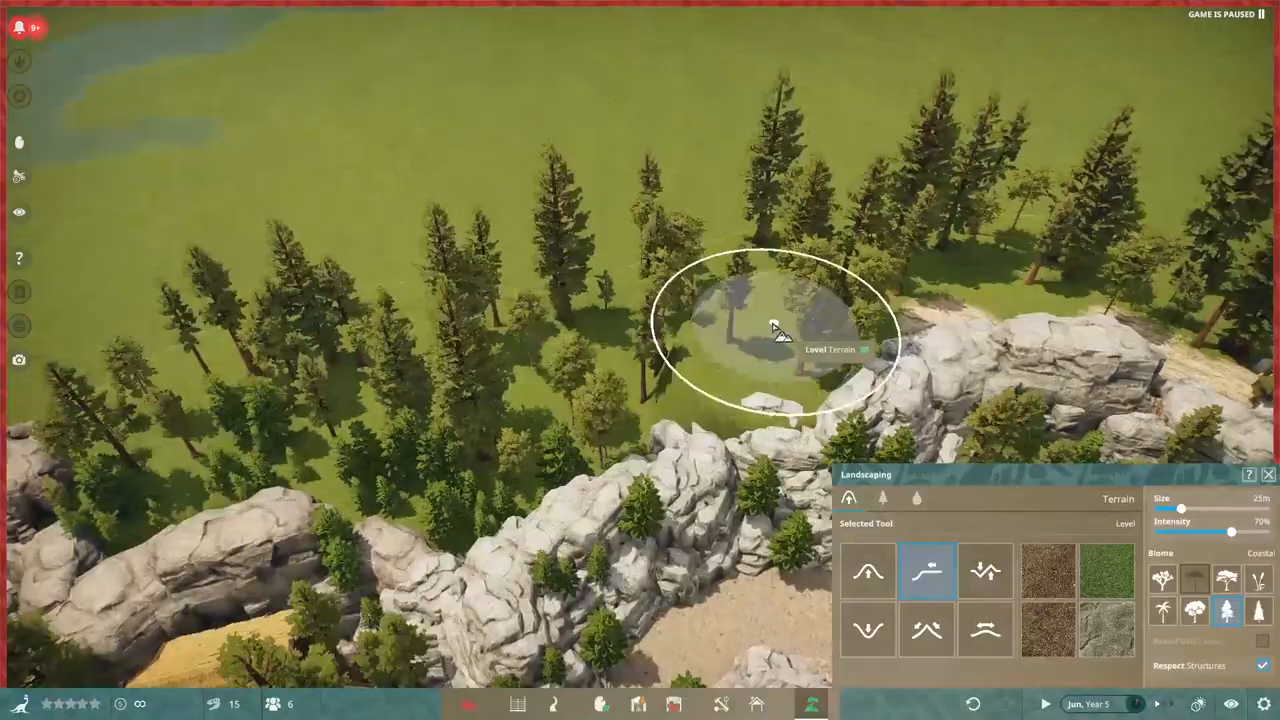 9+
GAME IS PAUSED
?
Level Terrain
Landscaping
?
Terrain
Size 25m
Selected Tool Level
Intensity 70%
Biome Coastal
Respect Structures
15
6
Jun, Year 5